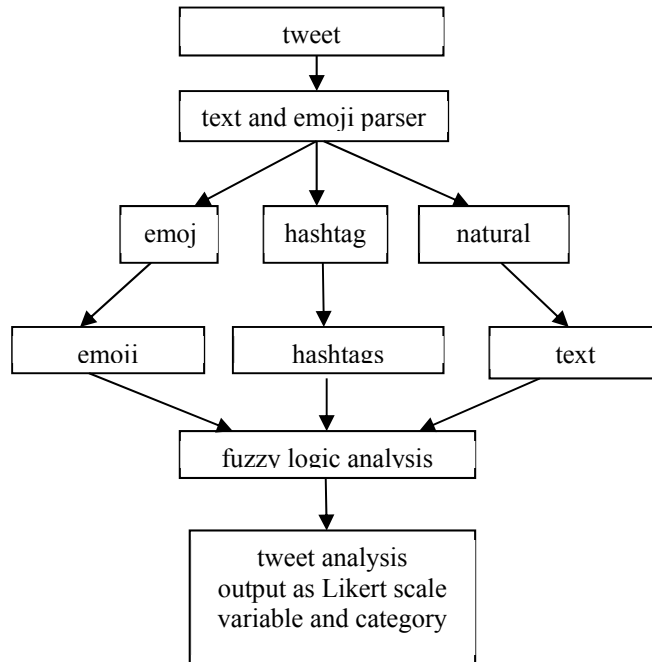 tweet
text and emoji parser
emoj
hashtag
natural
emoji
hashtags
text
fuzzy logic analysis
tweet analysis
output as Likert scale
variable and category